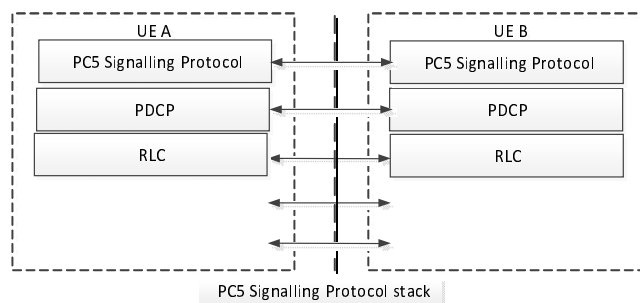 UE A
UE B
PC5 Signalling Protocol
PC5 Signalling Protocol
PDCP
PDCP
RLC
RLC
PC5 Signalling Protocol stack